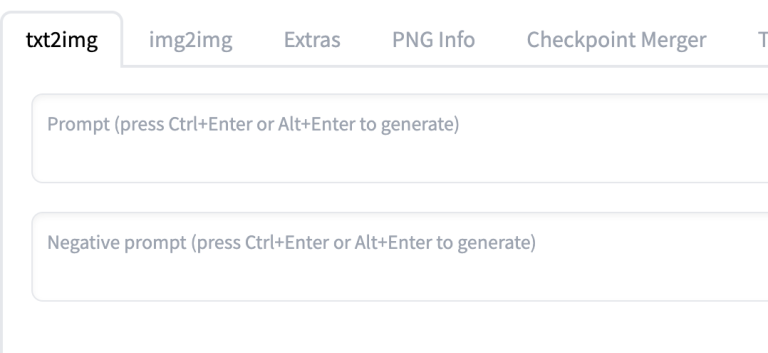 txt2img img2img Extras PNG Info Checkpoint Merger
Prompt (press Ctrl+Enter or Alt+Enter to generate)
Negative prompt (press Ctrl+Enter or Alt+Enter to generate)